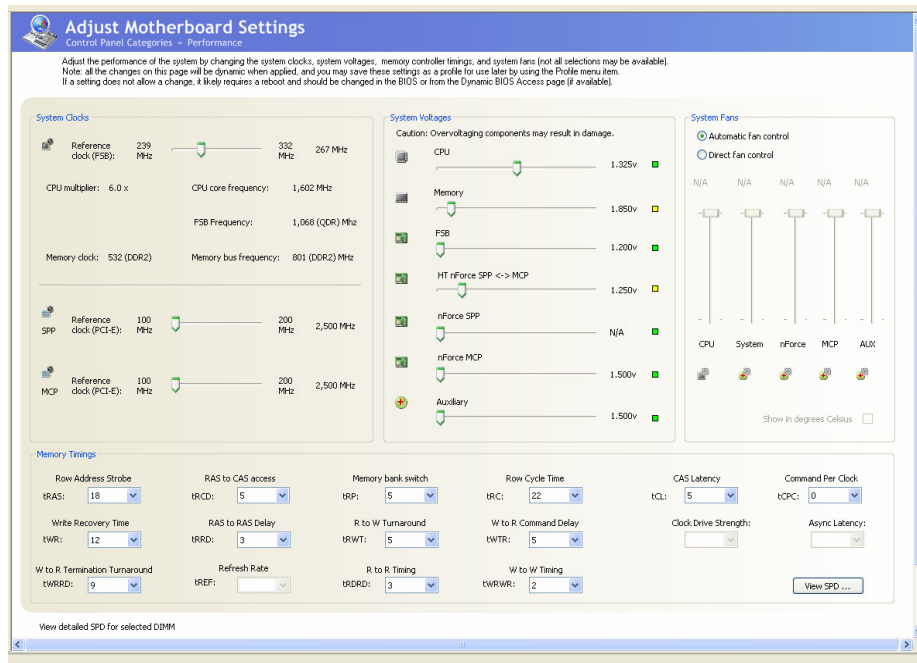 Adjust Motherboard Settings
Control Panel Categories ~ Performance
Adjust the performance of the system by changing the system clocks, system voltages, memory controller timings, and system fans (not all selections may be available).
Note: all the changes on this page will be dynamic when applied, and you may save these settings as a profile for use later by using the Profile menu item.
If a setting does not allow a change, it likely requires a reboot and should be changed in the BIOS or from the Dynamic BIOS Access page (if available).
System Clocks
Reference clock (FSB): 239 MHz 332 MHz 267 MHz
CPU multiplier: 6.0 x CPU core frequency: 1,602 MHz
FSB Frequency: 1,068 (QDR) Mhz
Memory clock: 532 (DDR2) Memory bus frequency: 801 (DDR2) MHz
SPP Reference clock (PCI-E): 100 MHz 200 MHz 2,500 MHz
MCP Reference clock (PCI-E): 100 MHz 200 MHz 2,500 MHz
System Voltages
Caution: Overvoltaging components may result in damage.
CPU
1.325v
Memory
1.850v
FSB
1.200v
HT nForce SPP <-> MCP
1.250v
nForce SPP
N/A
nForce MCP
1.500v
Auxiliary
1.500v
System Fans
Automatic fan control
Direct fan control
N/A N/A N/A N/A N/A
CPU System nForce MCP AUX
Show in degrees Celsius
Memory Timings
Row Address Strobe RAS to CAS access Memory bank switch Row Cycle Time CAS Latency Command Per Clock
tRAS: 18 tRCD: 5 tRP: 5 tRC: 22 tCL: 5 tCPC: 0
Write Recovery Time RAS to RAS Delay R to W Turnaround W to R Command Delay Clock Drive Strength: Async Latency:
tWR: 12 tRRD: 3 tRWT: 5 tWTR: 5
W to R Termination Turnaround Refresh Rate R to R Timing W to W Timing
tWRRD: 9 tREF: tRDRD: 3 tWRWR: 2 View SPD ...
View detailed SPD for selected DIMM